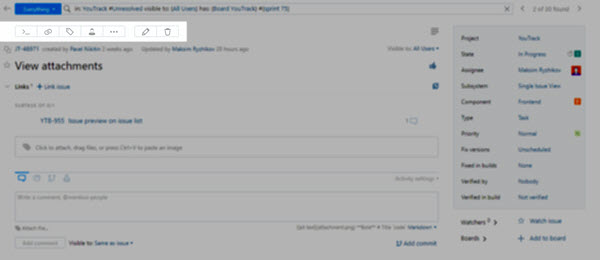 Everything in: YouTrack #Unresolved visible to: (All Users) has: (Board YouTrack) #(sprint 75) 2 of 20 found
JT-48971 created by Pavel Nikitin 2 weeks ago Updated by Maksim Ryzhikov 20 hours ago Visible to: All Users
View attachments
Links + Link issue
SUBTASK OF
YTB-955 Issue preview on issue list 1
Click to attach, drag files, or press Ctrl+V to paste an image
Activity settings
Write a comment, @mention people
Attach file... Markdown
Add comment Visible to: Same as issue Add commit
Project YouTrack
State In Progress
Assignee Maksim Ryzhikov
Subsystem Single Issue View
Component Frontend
Type Task
Priority Normal N
Fix versions Unscheduled
Fixed in builds None
Verified by Nobody
Verified in build Not verified
Watchers 0 Watch issue
Boards Add to board